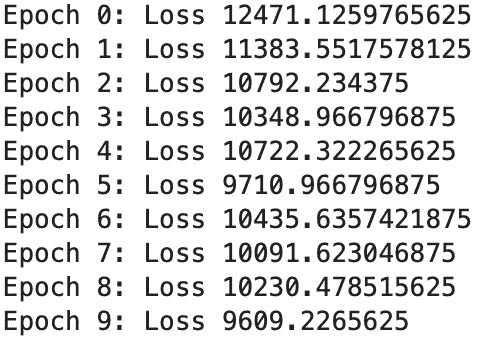 Epoch 0: Loss 12471.1259765625
Epoch 1: Loss 11383.5517578125
Epoch 2: Loss 10792.234375
Epoch 3: Loss 10348.966796875
Epoch 4: Loss 10722.322265625
Epoch 5: Loss 9710.966796875
Epoch 6: Loss 10435.6357421875
Epoch 7: Loss 10091.623046875
Epoch 8: Loss 10230.478515625
Epoch 9: Loss 9609.2265625